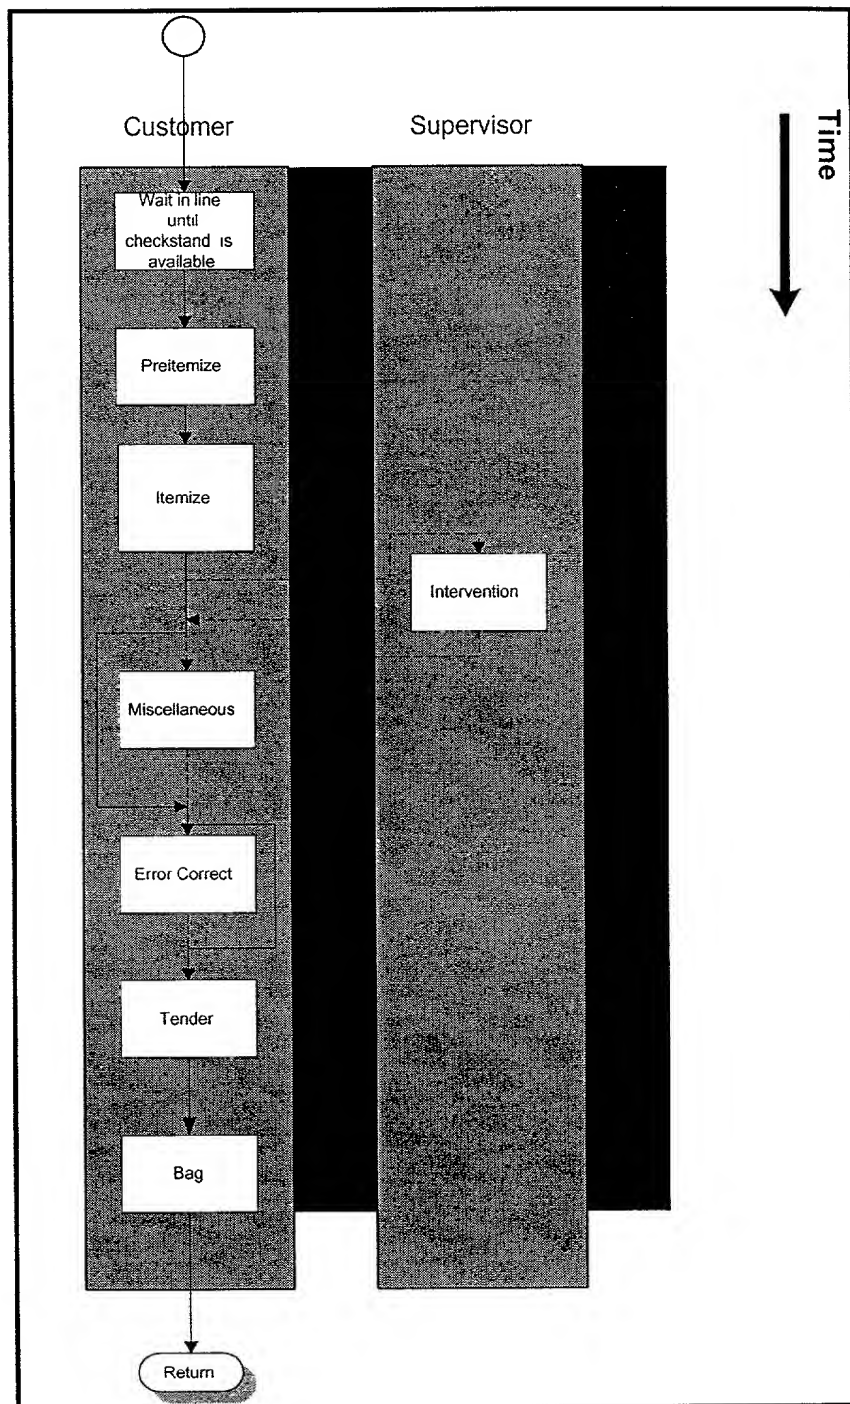 Customer
Supervisor
Time
Wait in line
until
checkstand is
available
Preitemize
Itemize
Intervention
Miscellaneous
Error Correct
Tender
Bag
Return